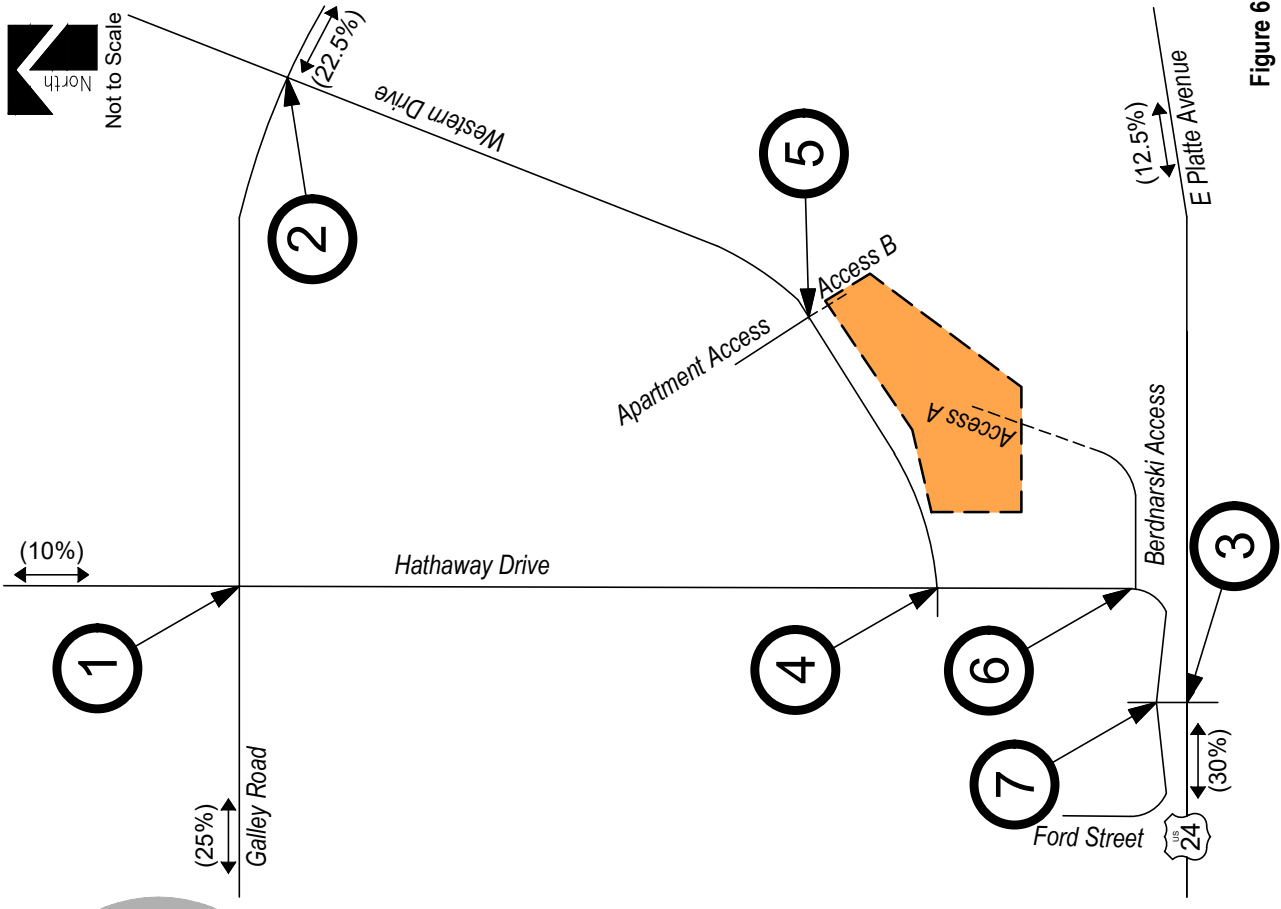 North
Not to Scale
(10%)
(22.5%)
Western Drive
1
2
(25%)
Galley Road
Hathaway Drive
5
Apartment Access
Access B
Access A
(12.5%)
E Platte Avenue
4
6
Berdnarski Access
3
7
Ford Street
(30%)
US
24
Figure 6